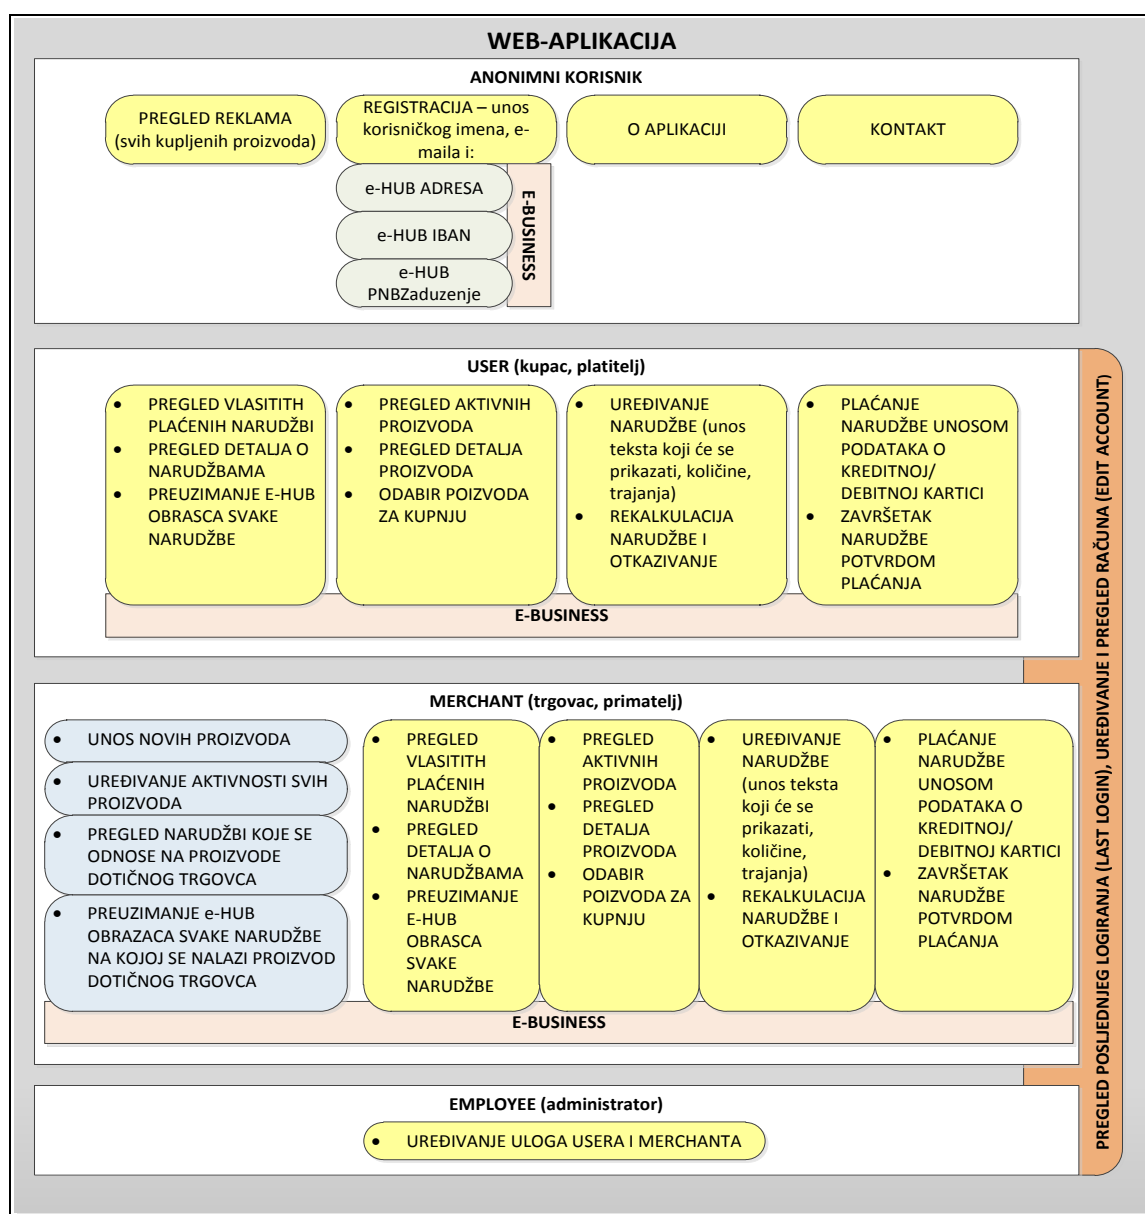 WEB-APLIKACIJA
ANONIMNI KORISNIK
PREGLED REKLAMA
(svih kupljenih proizvoda)
REGISTRACIJA – unos
korisničkog imena, e-
maila i:
O APLIKACIJI
KONTAKT
e-HUB ADRESA
e-HUB IBAN
e-HUB
PNBZaduzenje
E-BUSINESS
USER (kupac, platitelj)
• PREGLED VLASITITH
PLAĆENIH NARUDŽBI
• PREGLED DETALJA O
NARUDŽBAMA
• PREUZIMANJE E-HUB
OBRASCA SVAKE
NARUDŽBE
• PREGLED AKTIVNIH
PROIZVODA
• PREGLED DETALJA
PROIZVODA
• ODABIR POIZVODA
ZA KUPNJU
• UREĐIVANJE
NARUDŽBE (unos
teksta koji će se
prikazati, količine,
trajanja)
• REKALKULACIJA
NARUDŽBE I
OTKAZIVANJE
• PLAĆANJE
NARUDŽBE UNOSOM
PODATAKA O
KREDITNOJ/
DEBITNOJ KARTICI
• ZAVRŠETAK
NARUDŽBE
POTVRDOM
PLAĆANJA
E-BUSINESS
MERCHANT (trgovac, primatelj)
• UNOS NOVIH PROIZVODA
• UREĐIVANJE AKTIVNOSTI SVIH
PROIZVODA
• PREGLED NARUDŽBI KOJE SE
ODNOSE NA PROIZVODE
DOTIČNOG TRGOVCA
• PREUZIMANJE e-HUB
OBRAZACA SVAKE NARUDŽBE
NA KOJOJ SE NALAZI PROIZVOD
DOTIČNOG TRGOVCA
• PREGLED
VLASITITH
PLAĆENIH
NARUDŽBI
• PREGLED
DETALJA O
NARUDŽBAMA
• PREUZIMANJE
E-HUB
OBRASCA
SVAKE
NARUDŽBE
• PREGLED
AKTIVNIH
PROIZVODA
• PREGLED
DETALJA
PROIZVODA
• ODABIR
POIZVODA ZA
KUPNJU
• UREĐIVANJE
NARUDŽBE
(unos teksta
koji će se
prikazati,
količine,
trajanja)
• REKALKULACIJA
NARUDŽBE I
OTKAZIVANJE
• PLAĆANJE
NARUDŽBE
UNOSOM
PODATAKA O
KREDITNOJ/
DEBITNOJ KARTICI
• ZAVRŠETAK
NARUDŽBE
POTVRDOM
PLAĆANJA
E-BUSINESS
EMPLOYEE (administrator)
• UREĐIVANJE ULOGA USERA I MERCHANTA
PREGLED POSLJEDNJEG LOGIRANJA (LAST LOGIN), UREĐIVANJE I PREGLED RAČUNA (EDIT ACCOUNT)